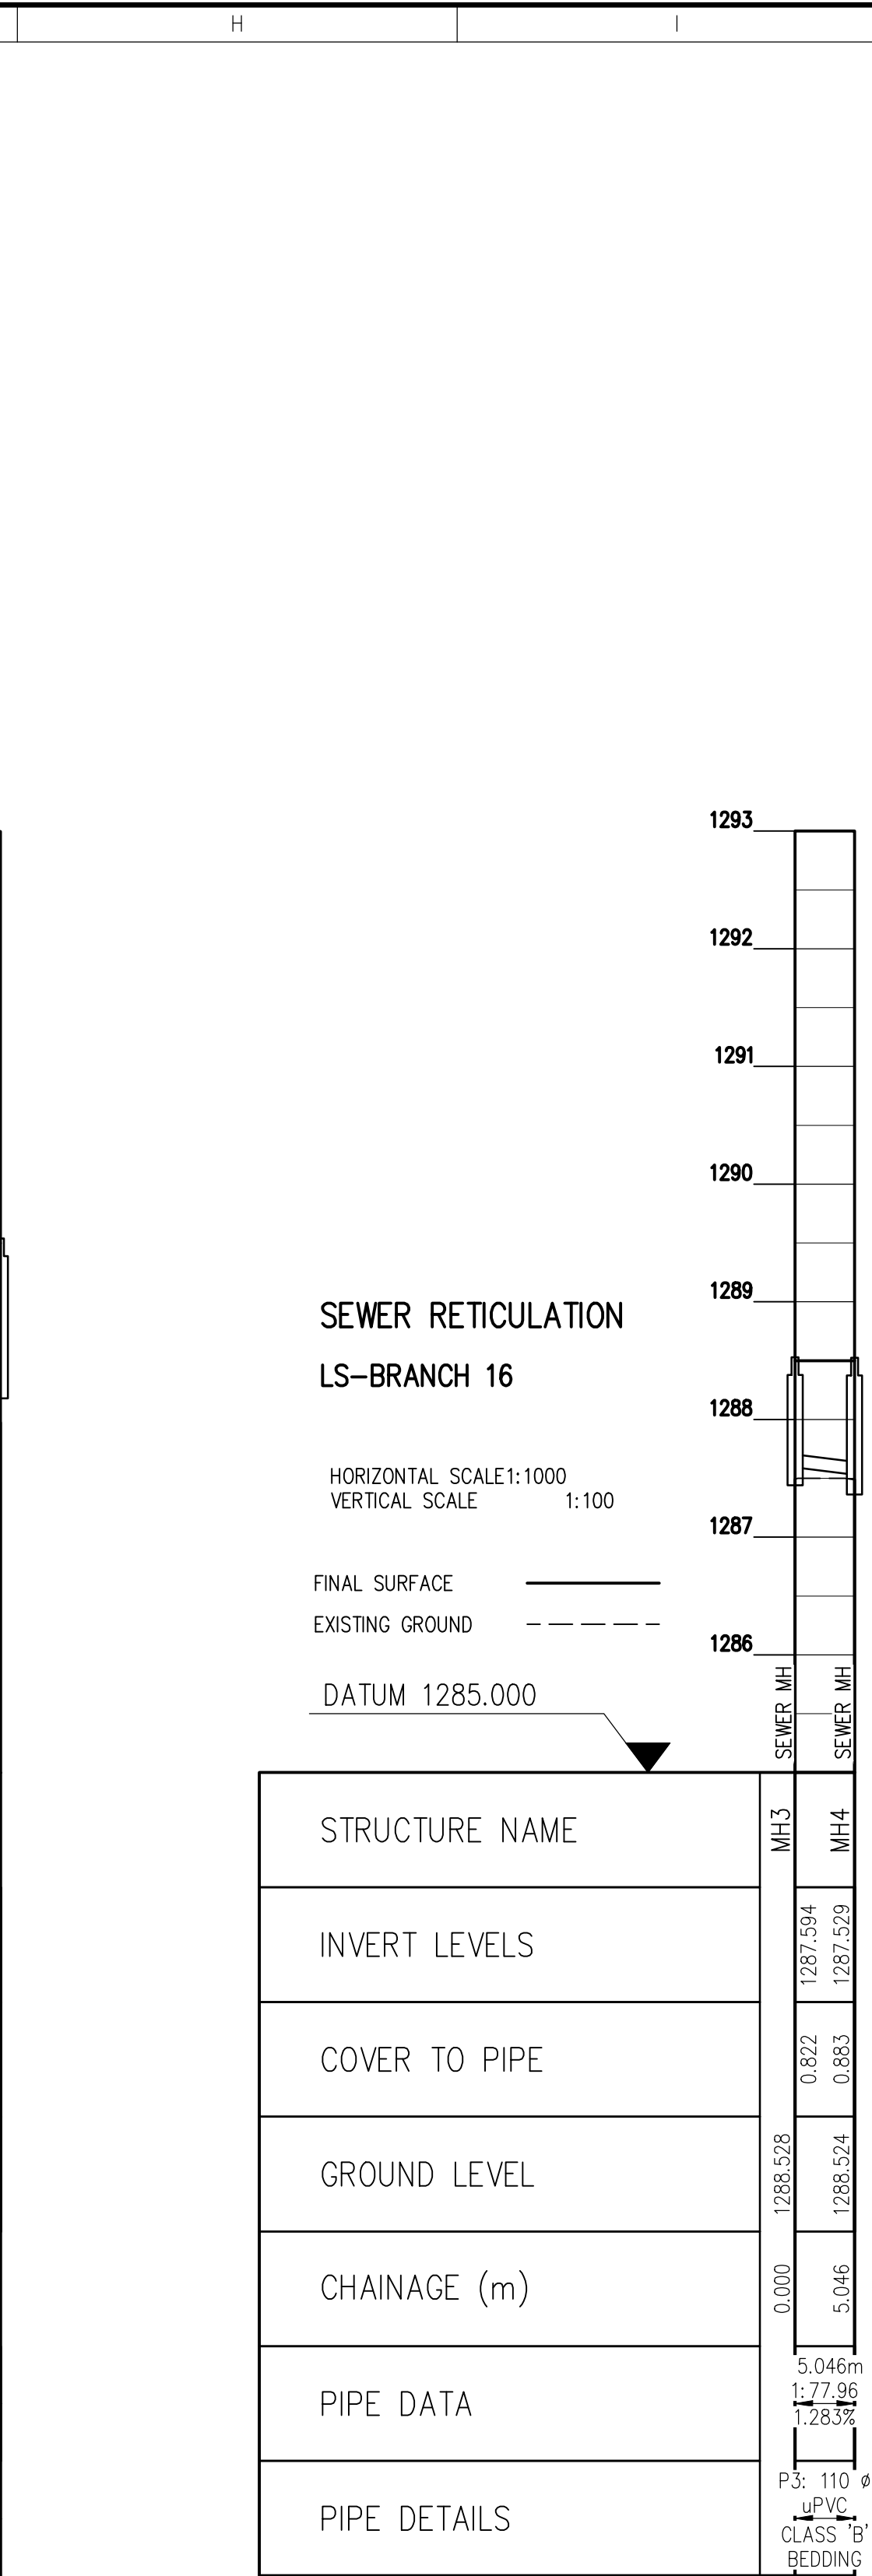 H
I
1293
1292
1291
1290
1289
1288
1287
1286
SEWER RETICULATION
LS-BRANCH 16
HORIZONTAL SCALE1:1000
VERTICAL SCALE 1:100
FINAL SURFACE
EXISTING GROUND
DATUM 1285.000
SEWER MH
SEWER MH
STRUCTURE NAME
MH3
MH4
INVERT LEVELS
1287.594
1287.529
COVER TO PIPE
0.822
0.883
GROUND LEVEL
1288.528
1288.524
CHAINAGE (m)
0.000
5.046
PIPE DATA
5.046m
1:77.96
1.283%
PIPE DETAILS
P3: 110 ø
uPVC
CLASS 'B'
BEDDING